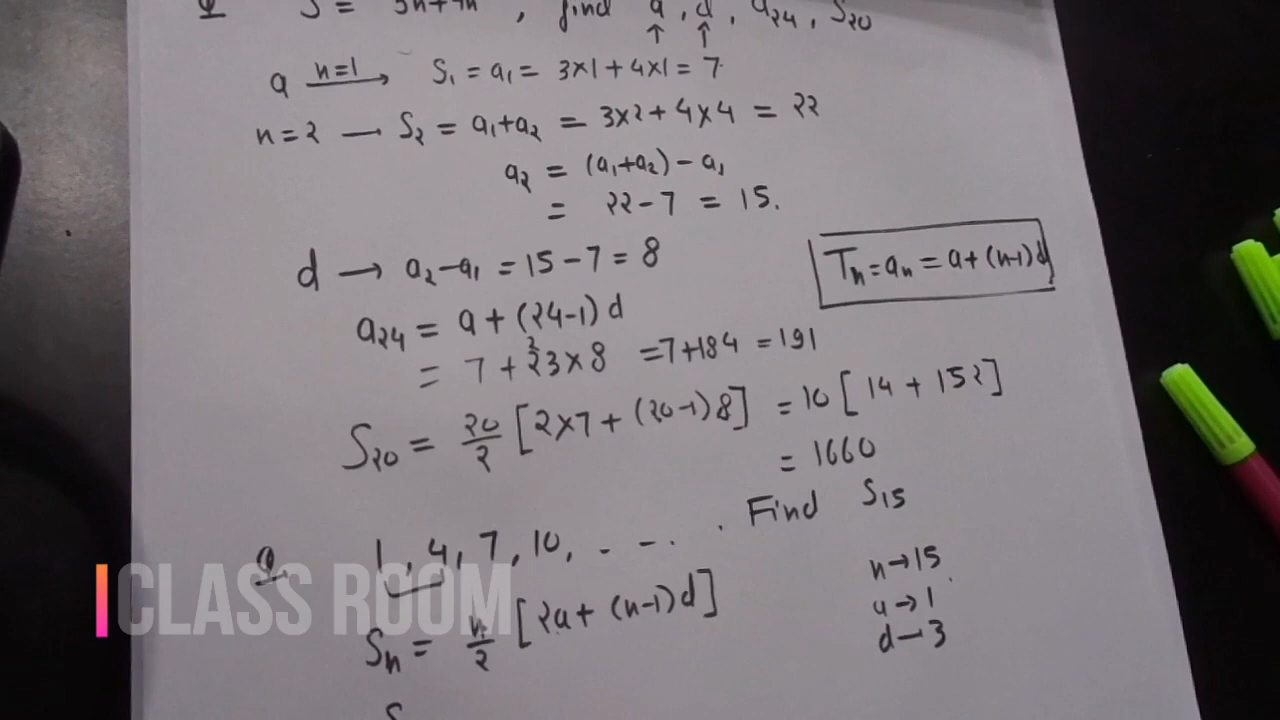 Q S = 3n+4n , find a , d , a24 , S20
↑ ↑
a n=1 → S1 = a1 = 3×1 + 4×1 = 7
n=2 — S2 = a1+a2 = 3×2 + 4×4 = 22
a2 = (a1+a2) - a1
= 22 - 7 = 15.
d → a2-a1 = 15-7 = 8
Tn = an = a+(n-1)d
a24 = a + (24-1)d
= 7 + 23×8 = 7+184 = 191
S20 = 20/2 [2×7 + (20-1)8] = 10 [14 + 152]
= 1660
Q 1, 4, 7, 10, - - - . . Find S15
Sn = n/2 [2a + (n-1)d]
n→15
a→1
d→3
CLASS ROOM